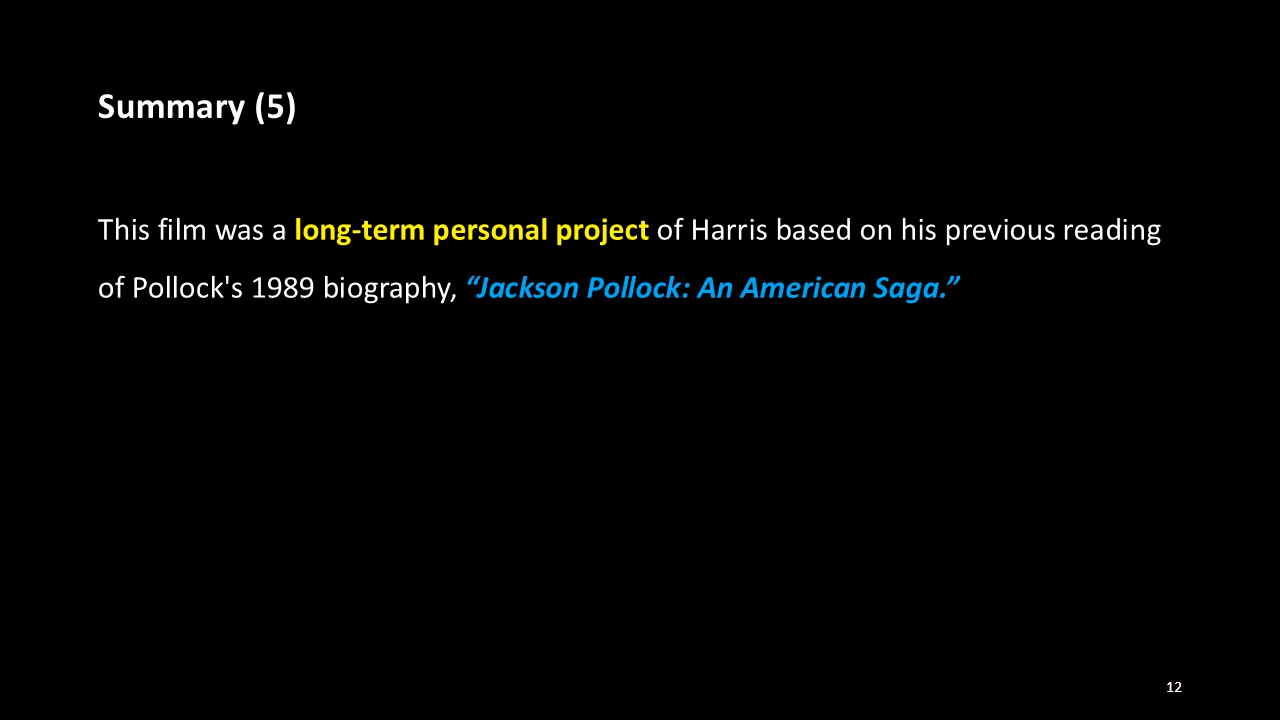 Summary (5)
This film was a long-term personal project of Harris based on his previous reading
of Pollock's 1989 biography, “Jackson Pollock: An American Saga.”
12